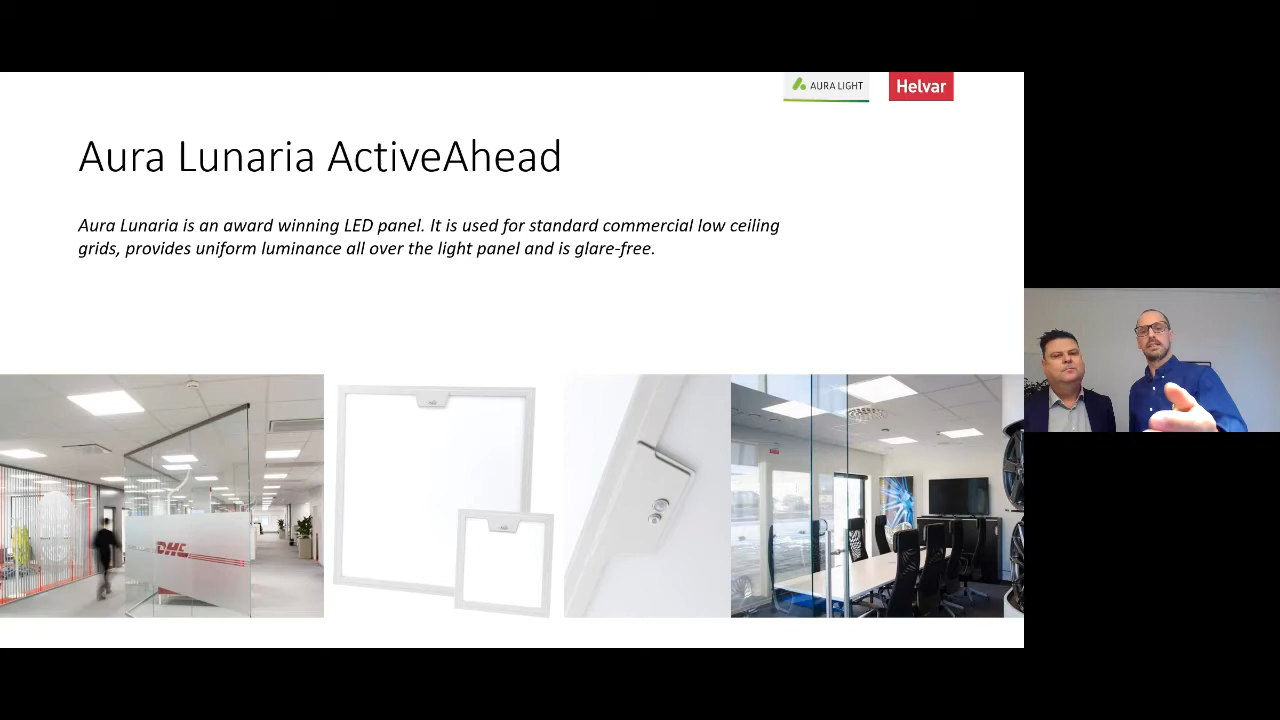 AURA LIGHT
Helvar
Aura Lunaria ActiveAhead
Aura Lunaria is an award winning LED panel. It is used for standard commercial low ceiling
grids, provides uniform luminance all over the light panel and is glare-free.
DHL